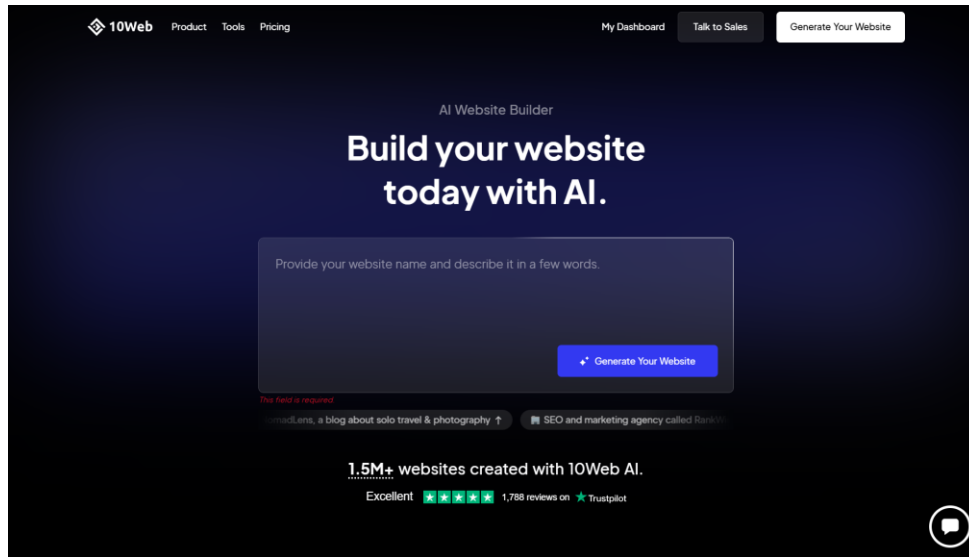 10Web Product Tools Pricing My Dashboard Talk to Sales Generate Your Website
AI Website Builder
Build your website
today with AI.
Provide your website name and describe it in a few words.
Generate Your Website
This field is required
a blog about solo travel & photography ↑ SEO and marketing agency called
1.5M+ websites created with 10Web AI.
Excellent 1,788 reviews on Trustpilot